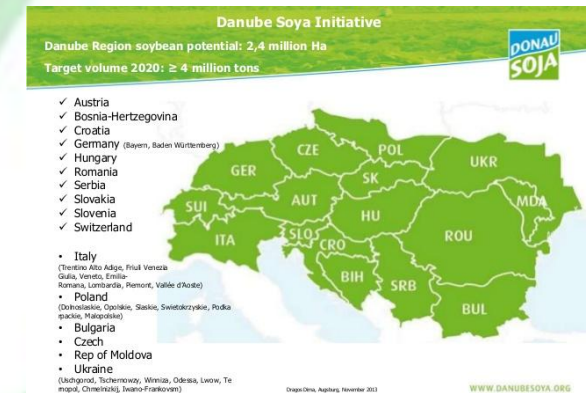 Danube Soya Initiative
Danube Region soybean potential: 2,4 million Ha
Target volume 2020: ≥ 4 million tons
DONAU
SOJA
✓ Austria
✓ Bosnia-Hertzegovina
✓ Croatia
✓ Germany (Bayern, Baden Württemberg)
✓ Hungary
✓ Romania
✓ Serbia
✓ Slovakia
✓ Slovenia
✓ Switzerland
• Italy
(Trentino Alto Adige, Friuli Venezia
Giulia, Veneto, Emilia-
Romana, Lombardia, Piemont, Vallée d'Aoste)
• Poland
(Dolnoslaskie, Opolskie, Slaskie, Swietokrzyskie, Podka
rpackie, Malopolske)
• Bulgaria
• Czech
• Rep of Moldova
• Ukraine
(Uschgorod, Tschernowzy, Winniza, Odessa, Lwow, Te
rnopol, Chmelnizkij, Iwano-Frankowsm)
CZE
POL
UKR
GER
SK
MDA
AUT
SUI
HU
ITA
SLO
ROU
CRO
BIH
SRB
BUL
Dragos Dima, Augsburg, November 2013
WWW.DANUBESOYA.ORG